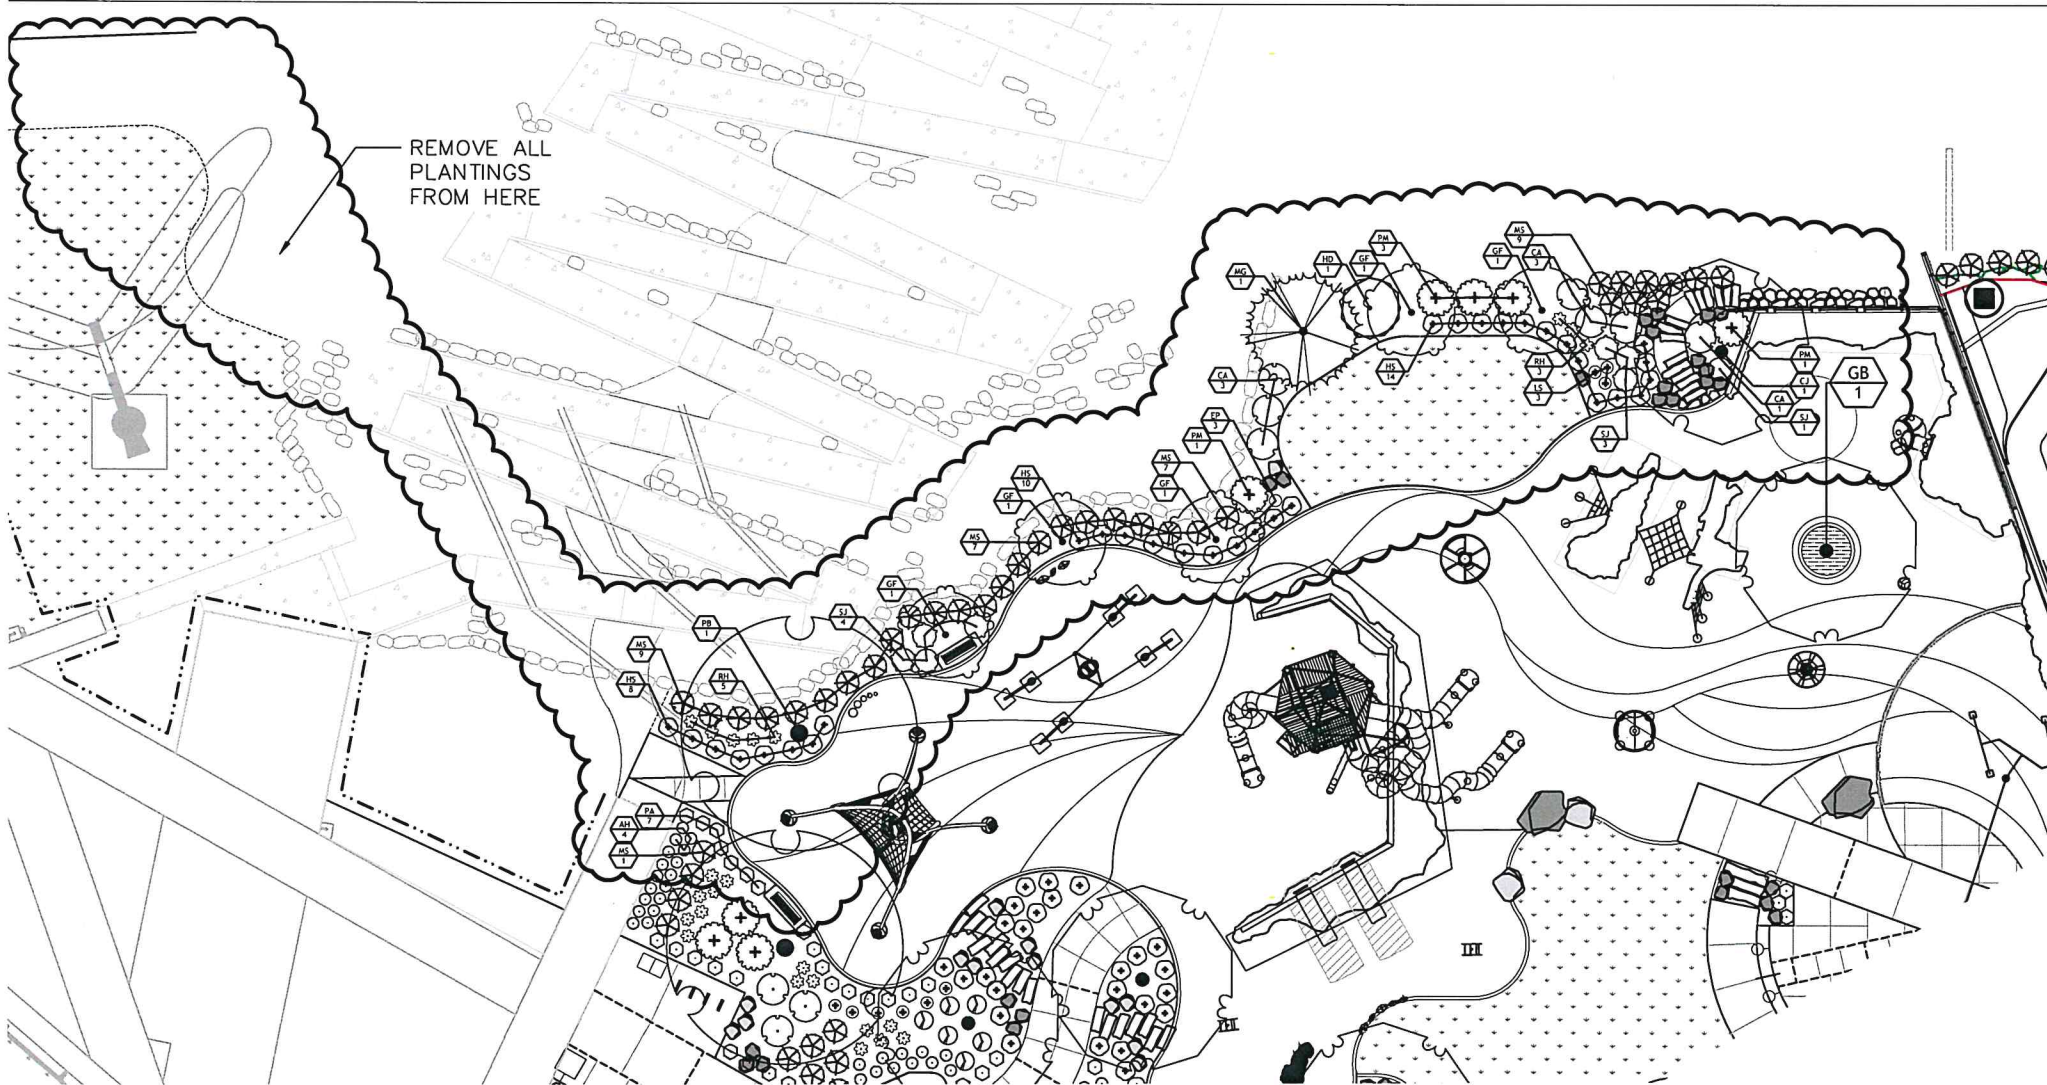 REMOVE ALL
PLANTINGS
FROM HERE
MS
9
PM
3
GF
1
CA
3
HD
1
GF
1
MG
1
RH
3
HS
14
LS
3
PM
1
CJ
1
GB
1
CA
1
SJ
1
SJ
3
CA
3
EP
3
PM
1
MS
7
GF
1
HS
10
GF
1
MS
7
GF
1
SJ
4
PB
1
MS
9
HS
8
RH
5
PA
7
AH
4
MS
1